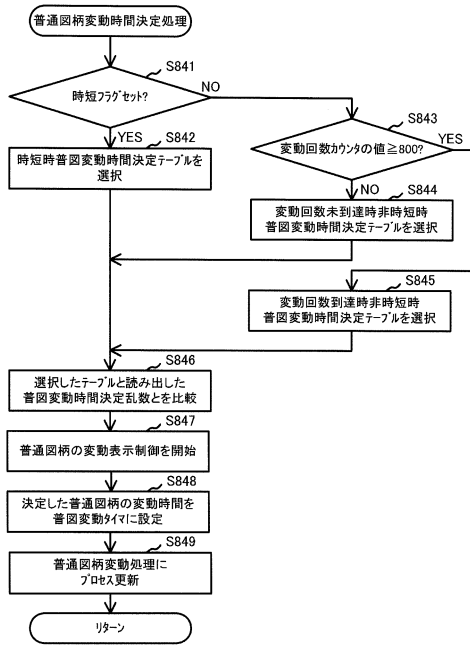 普通図柄変動時間決定処理
S841
時短フラグセット?
NO
YES
S842
時短時普図変動時間決定テーブルを
選択
S843
変動回数カウンタの値≧800?
YES
NO
S844
変動回数未到達時非時短時
普図変動時間決定テーブルを選択
S845
変動回数到達時非時短時
普図変動時間決定テーブルを選択
S846
選択したテーブルと読み出した
普図変動時間決定乱数とを比較
S847
普通図柄の変動表示制御を開始
S848
決定した普通図柄の変動時間を
普図変動タイマに設定
S849
普通図柄変動処理に
プロセス更新
リターン